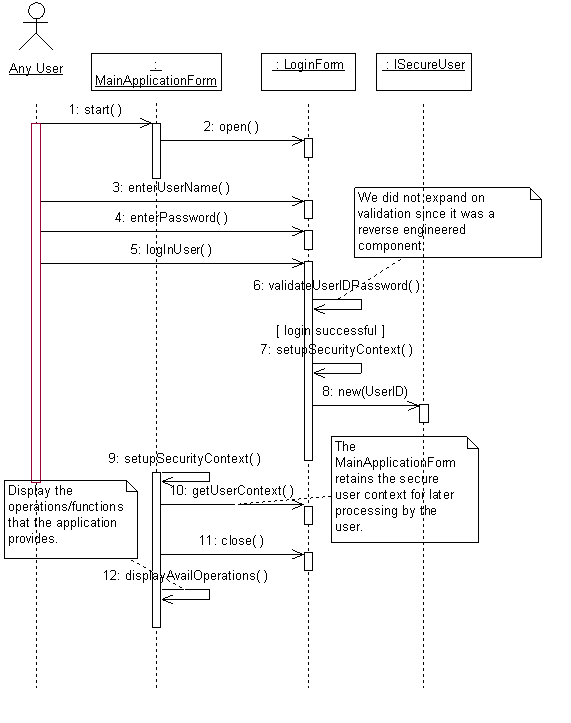 Any User
:
MainApplicationForm
: LoginForm
: ISecureUser
1: start( )
2: open( )
3: enterUserName( )
4: enterPassword( )
5: logInUser( )
We did not expand on
validation since it was a
reverse engineered
component.
6: validateUserIDPassword( )
[ login successful ]
7: setupSecurityContext( )
8: new(UserID)
9: setupSecurityContext( )
The
MainApplicationForm
retains the secure
user context for later
processing by the
user.
10: getUserContext( )
Display the
operations/functions
that the application
provides.
11: close( )
12: displayAvailOperations( )